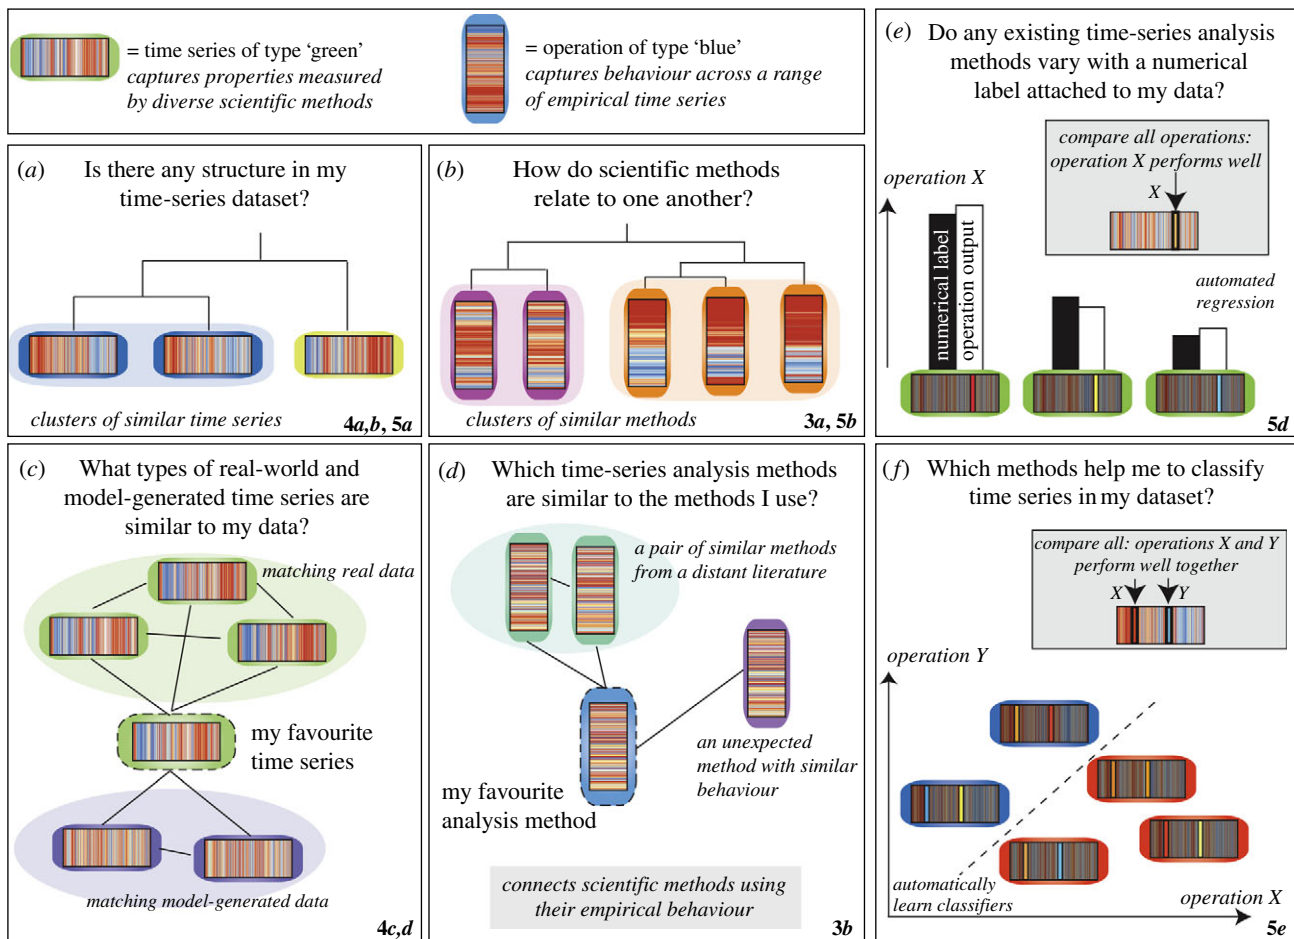 = time series of type ‘green’
captures properties measured
by diverse scientific methods
= operation of type ‘blue’
captures behaviour across a range
of empirical time series
(a) Is there any structure in my
time-series dataset?
clusters of similar time series
4a,b, 5a
(b) How do scientific methods
relate to one another?
clusters of similar methods
3a, 5b
(c) What types of real-world and
model-generated time series are
similar to my data?
matching real data
my favourite
time series
matching model-generated data
4c,d
(d) Which time-series analysis methods
are similar to the methods I use?
a pair of similar methods
from a distant literature
an unexpected
method with similar
behaviour
my favourite
analysis method
connects scientific methods using
their empirical behaviour
3b
(e) Do any existing time-series analysis
methods vary with a numerical
label attached to my data?
compare all operations:
operation X performs well
X
operation X
numerical label
operation output
automated
regression
5d
(f) Which methods help me to classify
time series in my dataset?
compare all: operations X and Y
perform well together
X Y
operation Y
automatically
learn classifiers
operation X
5e